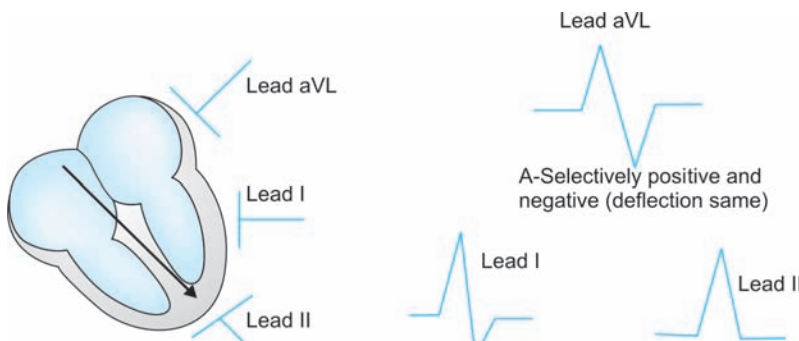 Lead aVL
Lead aVL
Lead I
A-Selectively positive and
negative (deflection same)
Lead I
Lead II
Lead II